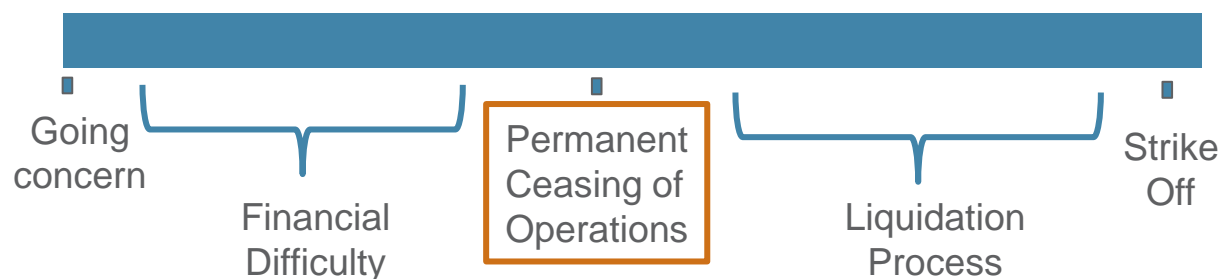 Going
concern
Financial
Difficulty
Permanent
Ceasing of
Operations
Liquidation
Process
Strike
Off